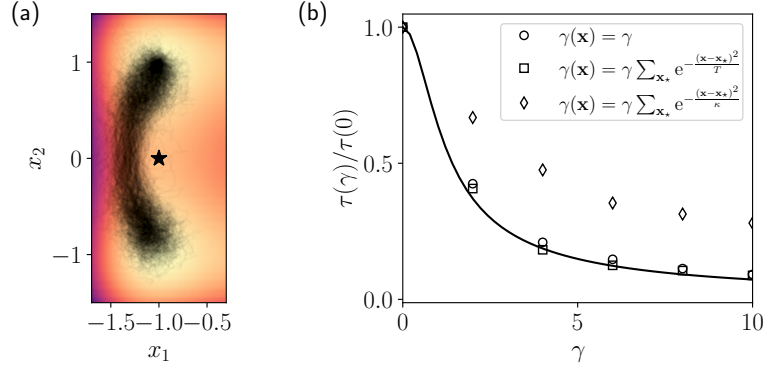 (a)
1
0
−1
x₂
−1.5
−1.0
−0.5
x₁
(b)
1.0
0.5
0.0
τ(γ)/τ(0)
0
5
10
γ
γ(𝐱) = γ
γ(𝐱) = γ ∑_{𝐱⋆} e^{−(𝐱−𝐱⋆)²/T}
γ(𝐱) = γ ∑_{𝐱⋆} e^{−(𝐱−𝐱⋆)²/κ}